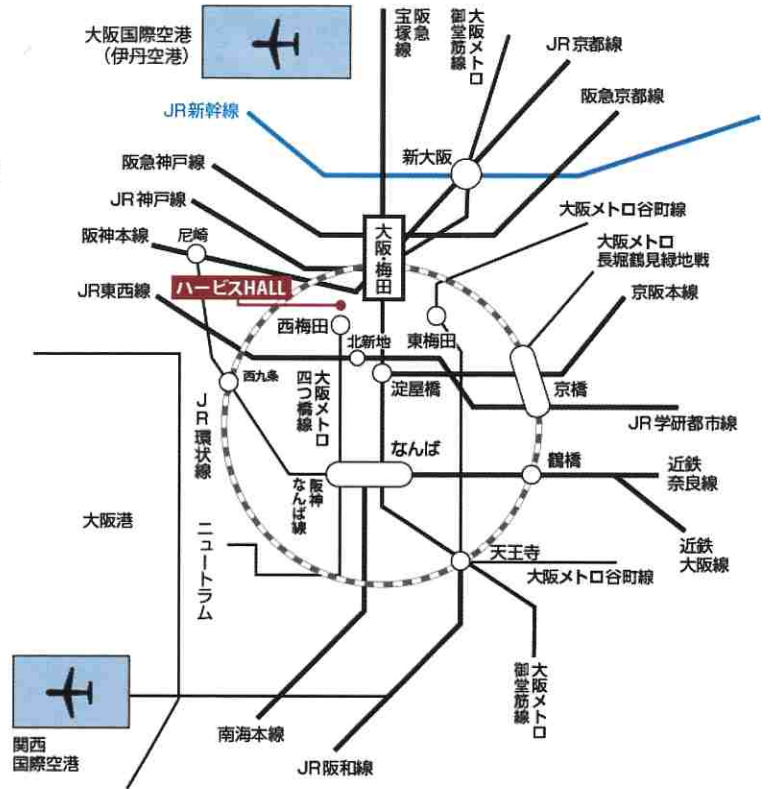 大阪国際空港
(伊丹空港)
阪急
宝塚線
大阪メトロ
御堂筋線
JR京都線
JR新幹線
阪急京都線
新大阪
阪急神戸線
JR神戸線
大阪メトロ谷町線
阪神本線
尼崎
大阪・梅田
大阪メトロ
長堀鶴見緑地戦
ハービスHALL
JR東西線
京阪本線
西梅田
東梅田
北新地
西九条
大阪メトロ
四つ橋線
淀屋橋
京橋
JR環状線
JR学研都市線
なんば
鶴橋
近鉄
奈良線
阪神
なんば線
大阪港
ニュートラム
近鉄
大阪線
天王寺
大阪メトロ谷町線
大阪メトロ
御堂筋線
関西
国際空港
南海本線
JR阪和線